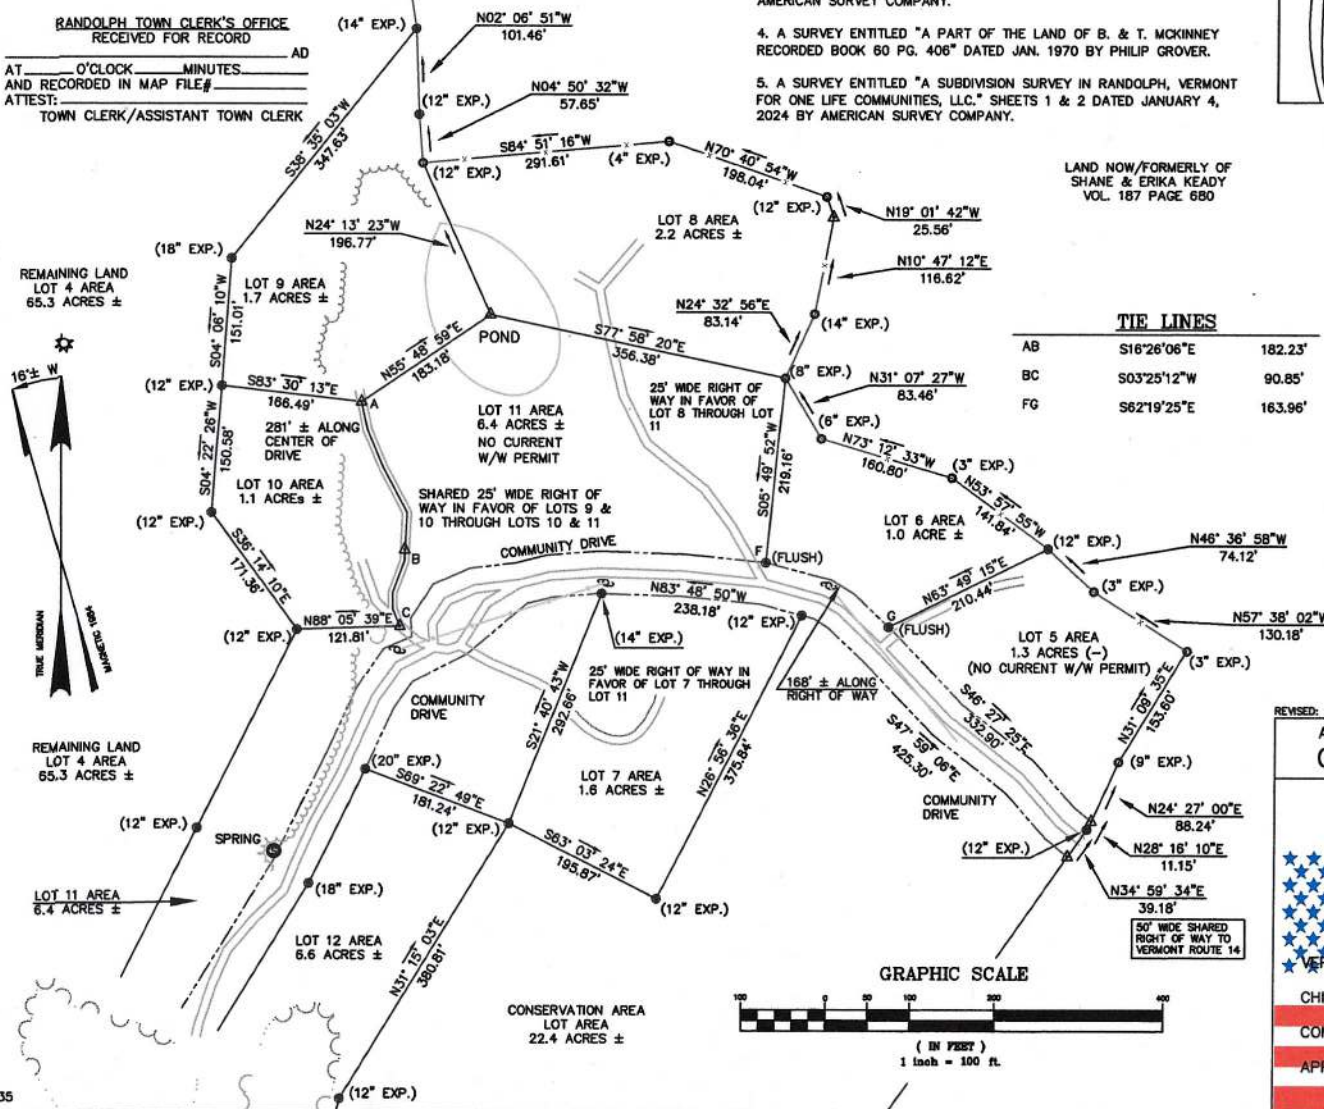 RANDOLPH TOWN CLERK'S OFFICE
RECEIVED FOR RECORD
AD
AT O'CLOCK MINUTES
AND RECORDED IN MAP FILE#
ATTEST:
TOWN CLERK/ASSISTANT TOWN CLERK
AMERICAN SURVEY COMPANY.
4. A SURVEY ENTITLED "A PART OF THE LAND OF B. & T. MCKINNEY
RECORDED BOOK 60 PG. 406" DATED JAN. 1970 BY PHILIP GROVER.
5. A SURVEY ENTITLED "A SUBDIVISION SURVEY IN RANDOLPH, VERMONT
FOR ONE LIFE COMMUNITIES, LLC." SHEETS 1 & 2 DATED JANUARY 4,
2024 BY AMERICAN SURVEY COMPANY.
LAND NOW/FORMERLY OF
SHANE & ERIKA KEADY
VOL. 187 PAGE 680
(14" EXP.)
N02° 06' 51"W
101.46'
(12" EXP.)
N04° 50' 32"W
57.65'
S38° 35' 03"W
347.63'
(12" EXP.)
S84° 51' 16"W
291.61'
(4" EXP.)
N70° 40' 54"W
198.04'
(12" EXP.)
N19° 01' 42"W
25.56'
N10° 47' 12"E
116.62'
LOT 8 AREA
2.2 ACRES ±
N24° 13' 23"W
196.77'
(18" EXP.)
REMAINING LAND
LOT 4 AREA
65.3 ACRES ±
LOT 9 AREA
1.7 ACRES ±
S04° 06' 10"W
151.01'
N24° 32' 56"E
83.14'
(14" EXP.)
POND
S77° 58' 20"E
356.38'
N55° 48' 59"E
183.18'
TIE LINES
AB S16°26'06"E 182.23'
BC S03°25'12"W 90.85'
FG S62°19'25"E 163.96'
16°± W
TRUE MERIDIAN
MAGNETIC 1994
(12" EXP.)
S83° 30' 13"E
166.49'
A
(8" EXP.)
N31° 07' 27"W
83.46'
25' WIDE RIGHT OF
WAY IN FAVOR OF
LOT 8 THROUGH LOT
11
LOT 11 AREA
6.4 ACRES ±
NO CURRENT
W/W PERMIT
281' ± ALONG
CENTER OF
DRIVE
S04° 22' 26"W
150.58'
(6" EXP.)
N73° 12' 33"W
160.80'
(3" EXP.)
S05° 49' 52"W
219.16'
LOT 10 AREA
1.1 ACREs ±
SHARED 25' WIDE RIGHT OF
WAY IN FAVOR OF LOTS 9 &
10 THROUGH LOTS 10 & 11
(12" EXP.)
N53° 57' 55"W
141.84'
LOT 6 AREA
1.0 ACRE ±
(12" EXP.)
N46° 36' 58"W
74.12'
S36° 14' 10"E
171.36'
COMMUNITY DRIVE
B
F
(FLUSH)
N63° 49' 15"E
210.44'
(3" EXP.)
N83° 48' 50"W
238.18'
(12" EXP.)
N88° 05' 39"E
121.81'
C
(12" EXP.)
(14" EXP.)
G
(FLUSH)
N57° 38' 02"W
130.18'
LOT 5 AREA
1.3 ACRES (-)
(NO CURRENT W/W PERMIT)
(3" EXP.)
25' WIDE RIGHT OF WAY IN
FAVOR OF LOT 7 THROUGH
LOT 11
168' ± ALONG
RIGHT OF WAY
COMMUNITY
DRIVE
S21° 40' 43"W
292.66'
N26° 56' 36"E
375.84'
S46° 27' 25"E
332.90'
S47° 59' 06"E
425.30'
N31° 09' 35"E
153.60'
REVISED:
REMAINING LAND
LOT 4 AREA
65.3 ACRES ±
(20" EXP.)
S69° 22' 49"E
181.24'
LOT 7 AREA
1.6 ACRES ±
(9" EXP.)
COMMUNITY
DRIVE
N24° 27' 00"E
88.24'
(12" EXP.)
SPRING
(12" EXP.)
S63° 03' 24"E
195.87'
(12" EXP.)
N28° 16' 10"E
11.15'
N34° 59' 34"E
39.18'
LOT 11 AREA
6.4 ACRES ±
(18" EXP.)
(12" EXP.)
50' WIDE SHARED
RIGHT OF WAY TO
VERMONT ROUTE 14
LOT 12 AREA
6.6 ACRES ±
N31° 15' 03"E
380.81'
GRAPHIC SCALE
100 0 50 100 200 400
( IN FEET )
1 inch = 100 ft.
CONSERVATION AREA
LOT AREA
22.4 ACRES ±
(12" EXP.)
VER
CHE
COM
APP
35